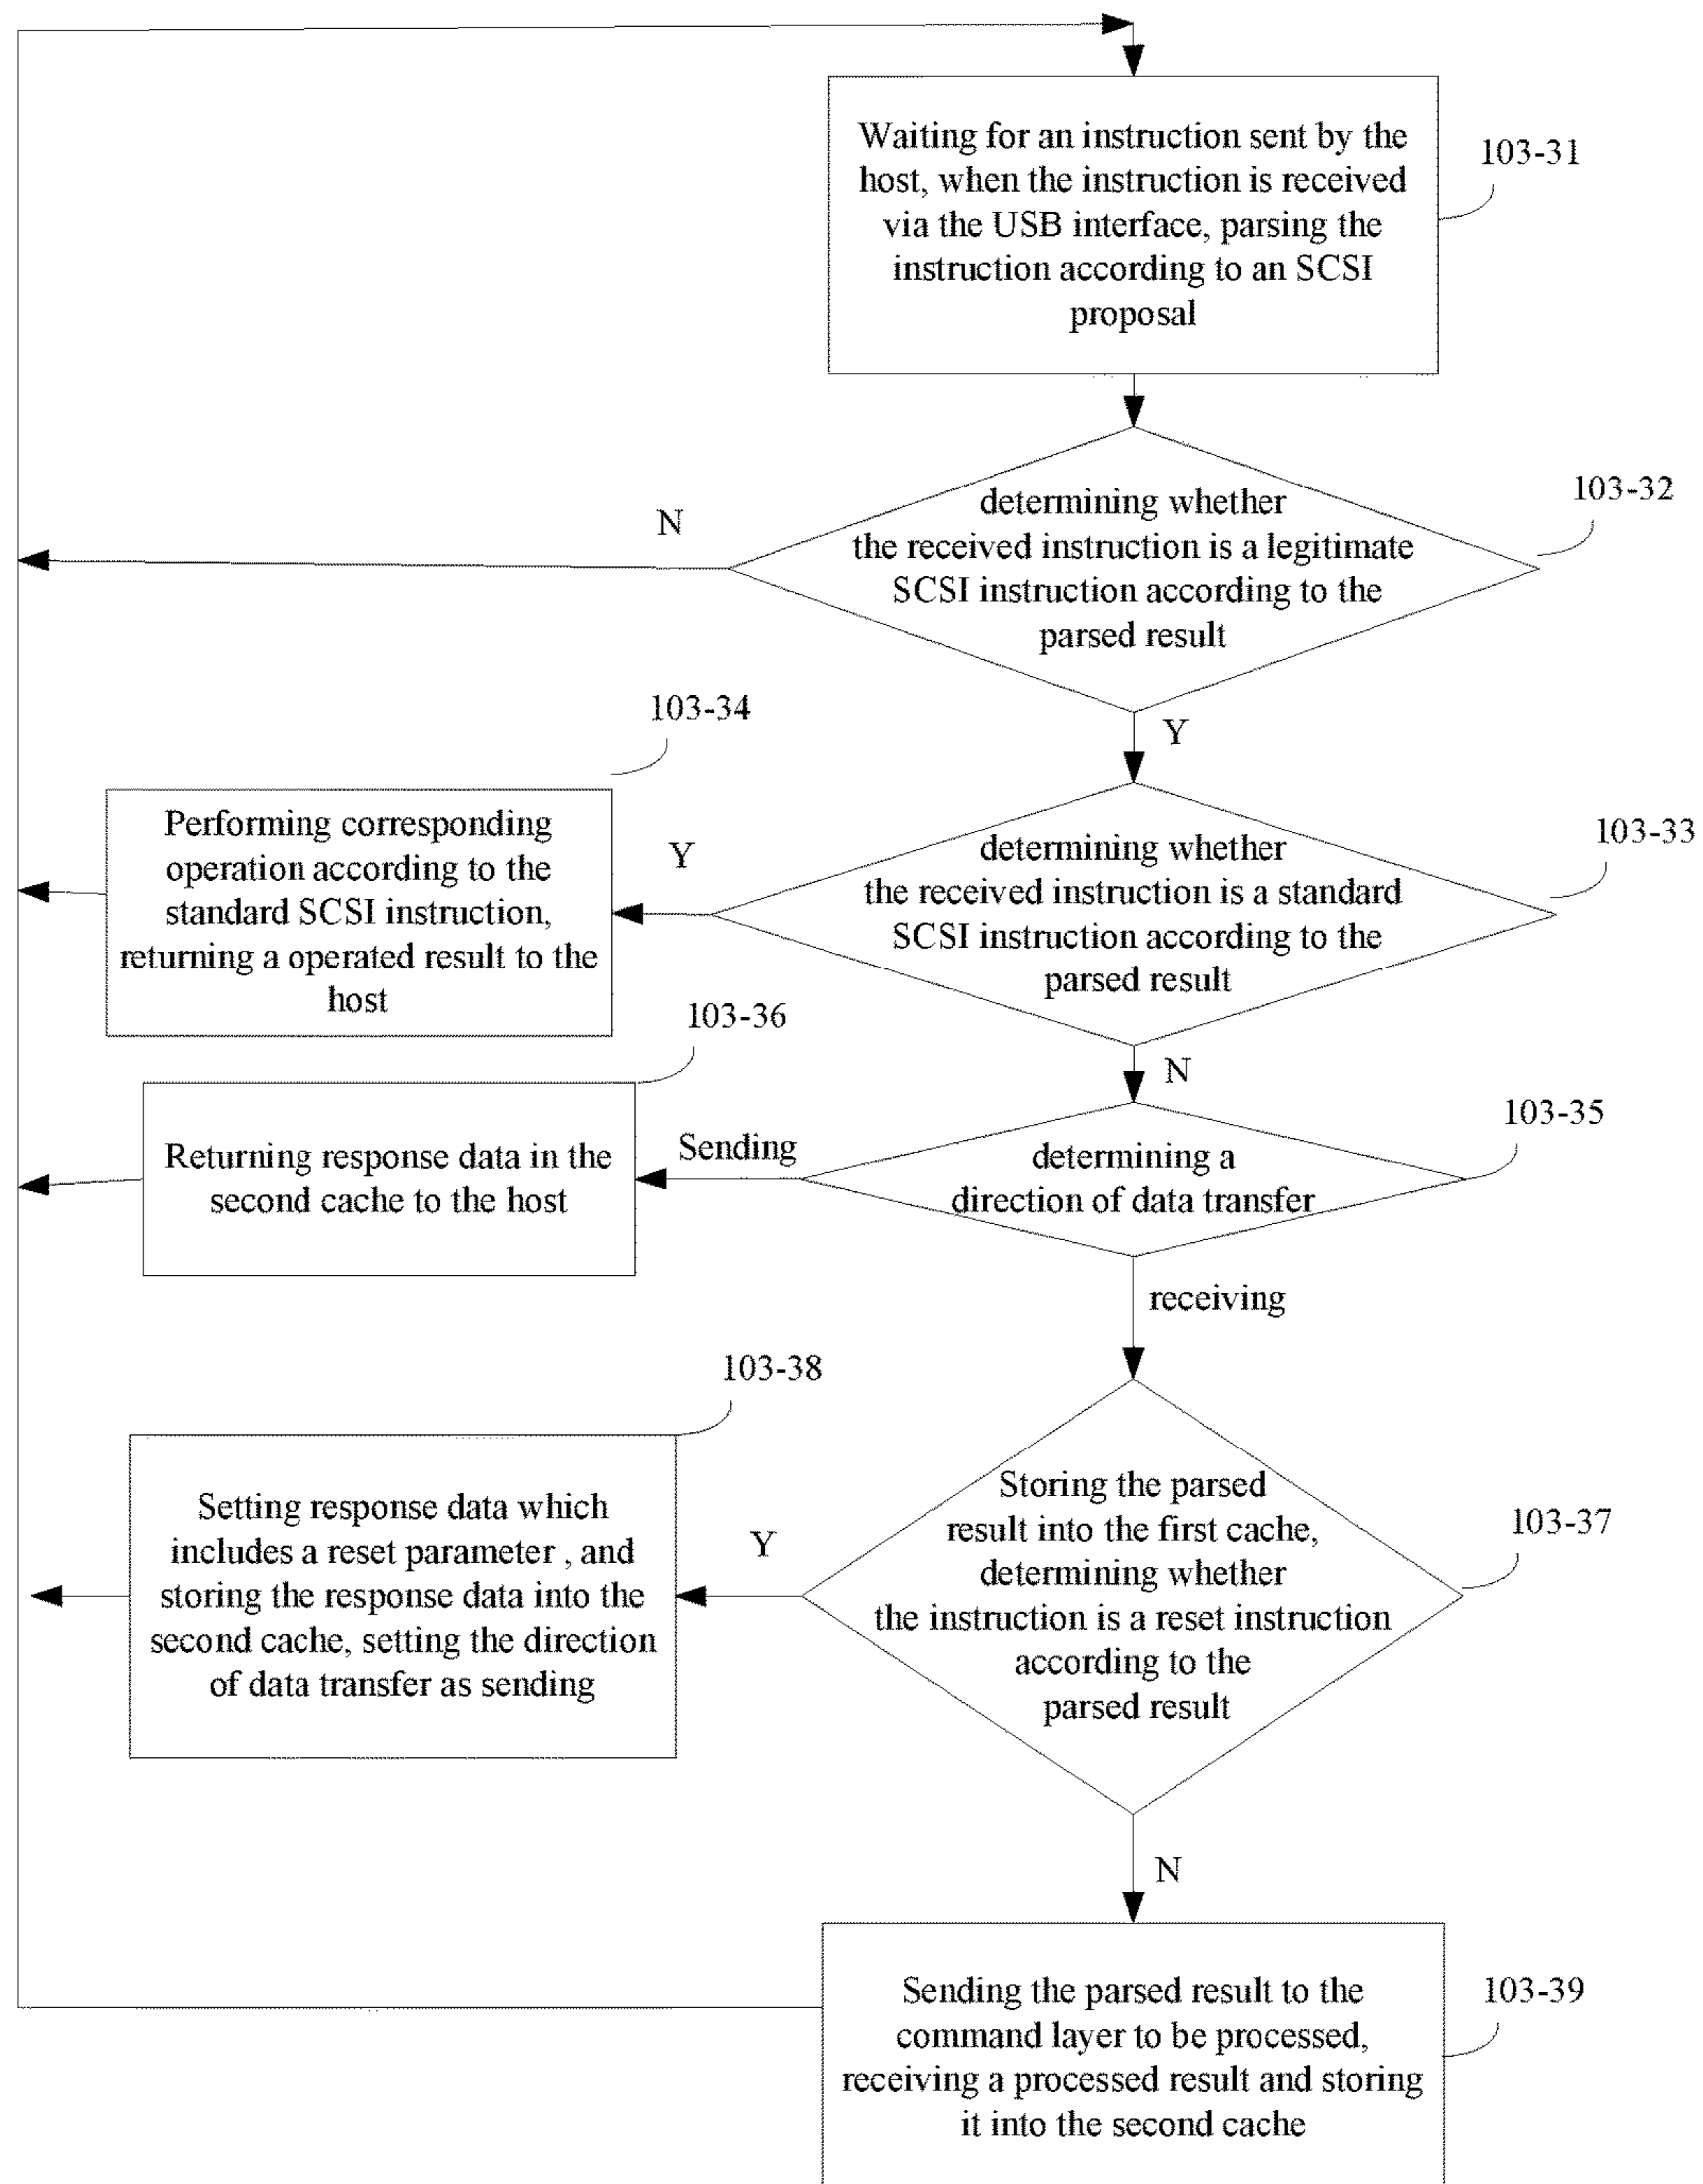 Waiting for an instruction sent by the
host, when the instruction is received
via the USB interface, parsing the
instruction according to an SCSI
proposal
103-31
determining whether
the received instruction is a legitimate
SCSI instruction according to the
parsed result
103-32
N
Y
103-34
Performing corresponding
operation according to the
standard SCSI instruction,
returning a operated result to the
host
Y
determining whether
the received instruction is a standard
SCSI instruction according to the
parsed result
103-33
N
103-36
Returning response data in the
second cache to the host
Sending
determining a
direction of data transfer
103-35
receiving
103-38
Setting response data which
includes a reset parameter , and
storing the response data into the
second cache, setting the direction
of data transfer as sending
Y
Storing the parsed
result into the first cache,
determining whether
the instruction is a reset instruction
according to the
parsed result
103-37
N
Sending the parsed result to the
command layer to be processed,
receiving a processed result and storing
it into the second cache
103-39